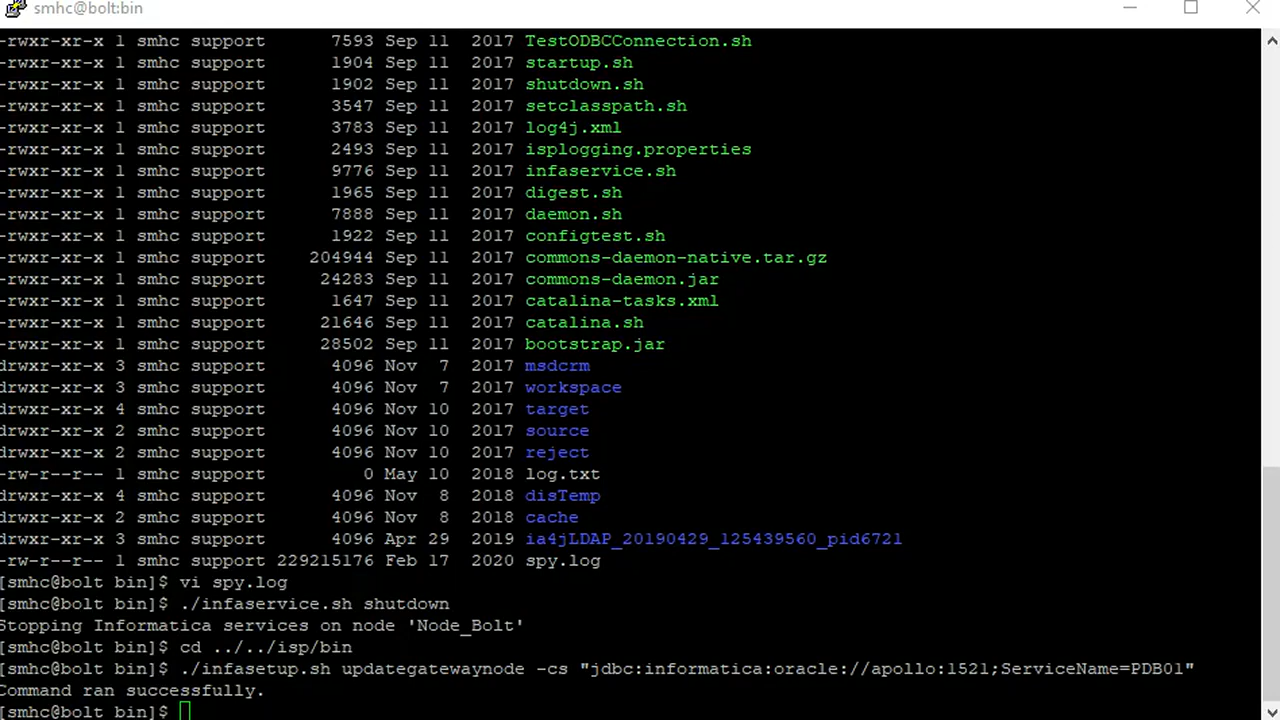 smhc@bolt:bin
-rwxr-xr-x 1 smhc support      7593 Sep 11  2017 TestODBCConnection.sh
-rwxr-xr-x 1 smhc support      1904 Sep 11  2017 startup.sh
-rwxr-xr-x 1 smhc support      1902 Sep 11  2017 shutdown.sh
-rwxr-xr-x 1 smhc support      3547 Sep 11  2017 setclasspath.sh
-rwxr-xr-x 1 smhc support      3783 Sep 11  2017 log4j.xml
-rwxr-xr-x 1 smhc support      2493 Sep 11  2017 isplogging.properties
-rwxr-xr-x 1 smhc support      9776 Sep 11  2017 infaservice.sh
-rwxr-xr-x 1 smhc support      1965 Sep 11  2017 digest.sh
-rwxr-xr-x 1 smhc support      7888 Sep 11  2017 daemon.sh
-rwxr-xr-x 1 smhc support      1922 Sep 11  2017 configtest.sh
-rwxr-xr-x 1 smhc support    204944 Sep 11  2017 commons-daemon-native.tar.gz
-rwxr-xr-x 1 smhc support     24283 Sep 11  2017 commons-daemon.jar
-rwxr-xr-x 1 smhc support      1647 Sep 11  2017 catalina-tasks.xml
-rwxr-xr-x 1 smhc support     21646 Sep 11  2017 catalina.sh
-rwxr-xr-x 1 smhc support     28502 Sep 11  2017 bootstrap.jar
drwxr-xr-x 3 smhc support      4096 Nov  7  2017 msdcrm
drwxr-xr-x 3 smhc support      4096 Nov  7  2017 workspace
drwxr-xr-x 4 smhc support      4096 Nov 10  2017 target
drwxr-xr-x 2 smhc support      4096 Nov 10  2017 source
drwxr-xr-x 2 smhc support      4096 Nov 10  2017 reject
-rw-r--r-- 1 smhc support         0 May 10  2018 log.txt
drwxr-xr-x 4 smhc support      4096 Nov  8  2018 disTemp
drwxr-xr-x 2 smhc support      4096 Nov  8  2018 cache
drwxr-xr-x 3 smhc support      4096 Apr 29  2019 ia4jLDAP_20190429_125439560_pid6721
-rw-r--r-- 1 smhc support 229215176 Feb 17  2020 spy.log
[smhc@bolt bin]$ vi spy.log
[smhc@bolt bin]$ ./infaservice.sh shutdown
Stopping Informatica services on node 'Node_Bolt'
[smhc@bolt bin]$ cd ../../isp/bin
[smhc@bolt bin]$ ./infasetup.sh updategatewaynode -cs "jdbc:informatica:oracle://apollo:1521;ServiceName=PDB01"
Command ran successfully.
[smhc@bolt bin]$